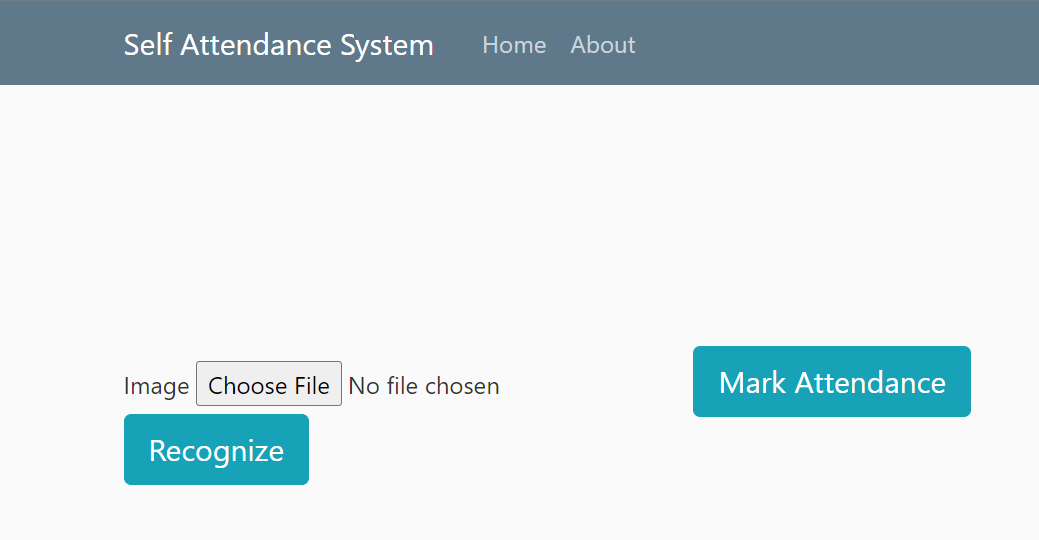 Self Attendance System Home About
Image Choose File No file chosen
Mark Attendance
Recognize